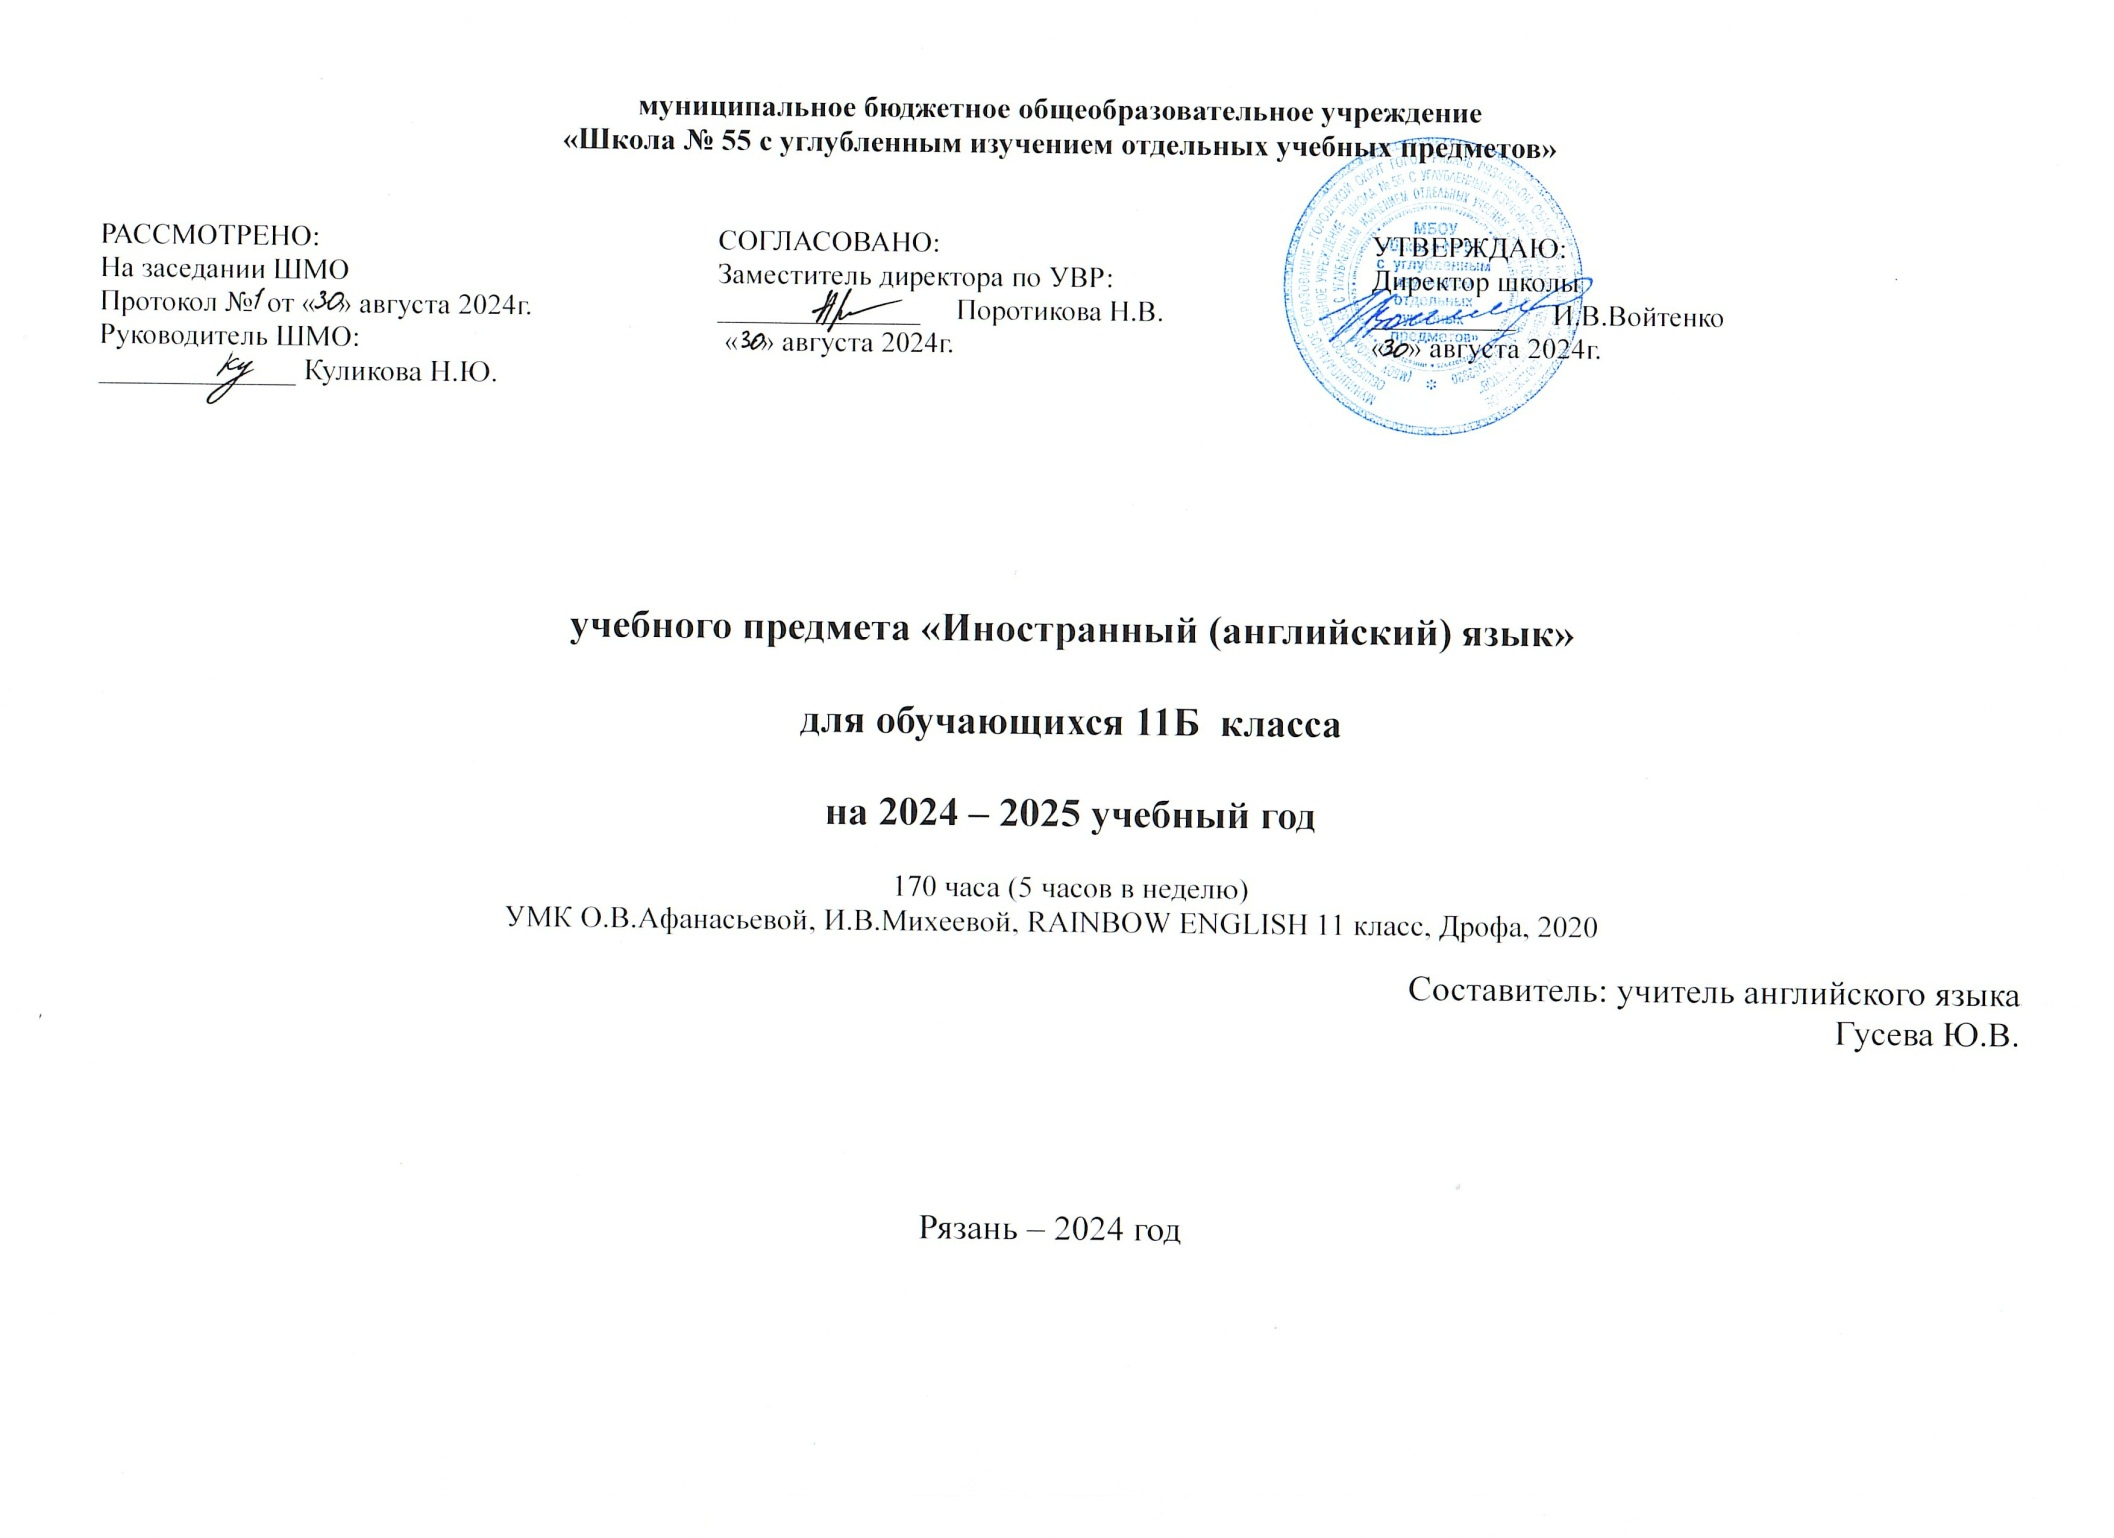 муниципальное бюджетное общеобразовательное учреждение
«Школа № 55 с углубленным изучением отдельных учебных предметов»
РАССМОТРЕНО:
На заседании ШМО
Протокол №1 от «30» августа 2024г.
Руководитель ШМО:
Куликова Н.Ю.
СОГЛАСОВАНО:
Заместитель директора по УВР:
Поротикова Н.В.
«30» августа 2024г.
УТВЕРЖДАЮ:
Директор школы
И.В.Войтенко
«30» августа 2024г.
МБОУ
с углубленным
отдельных
предметов»
учебного предмета «Иностранный (английский) язык»
для обучающихся 11Б класса
на 2024 – 2025 учебный год
170 часа (5 часов в неделю)
УМК О.В.Афанасьевой, И.В.Михеевой, RAINBOW ENGLISH 11 класс, Дрофа, 2020
Составитель: учитель английского языка
Гусева Ю.В.
Рязань – 2024 год